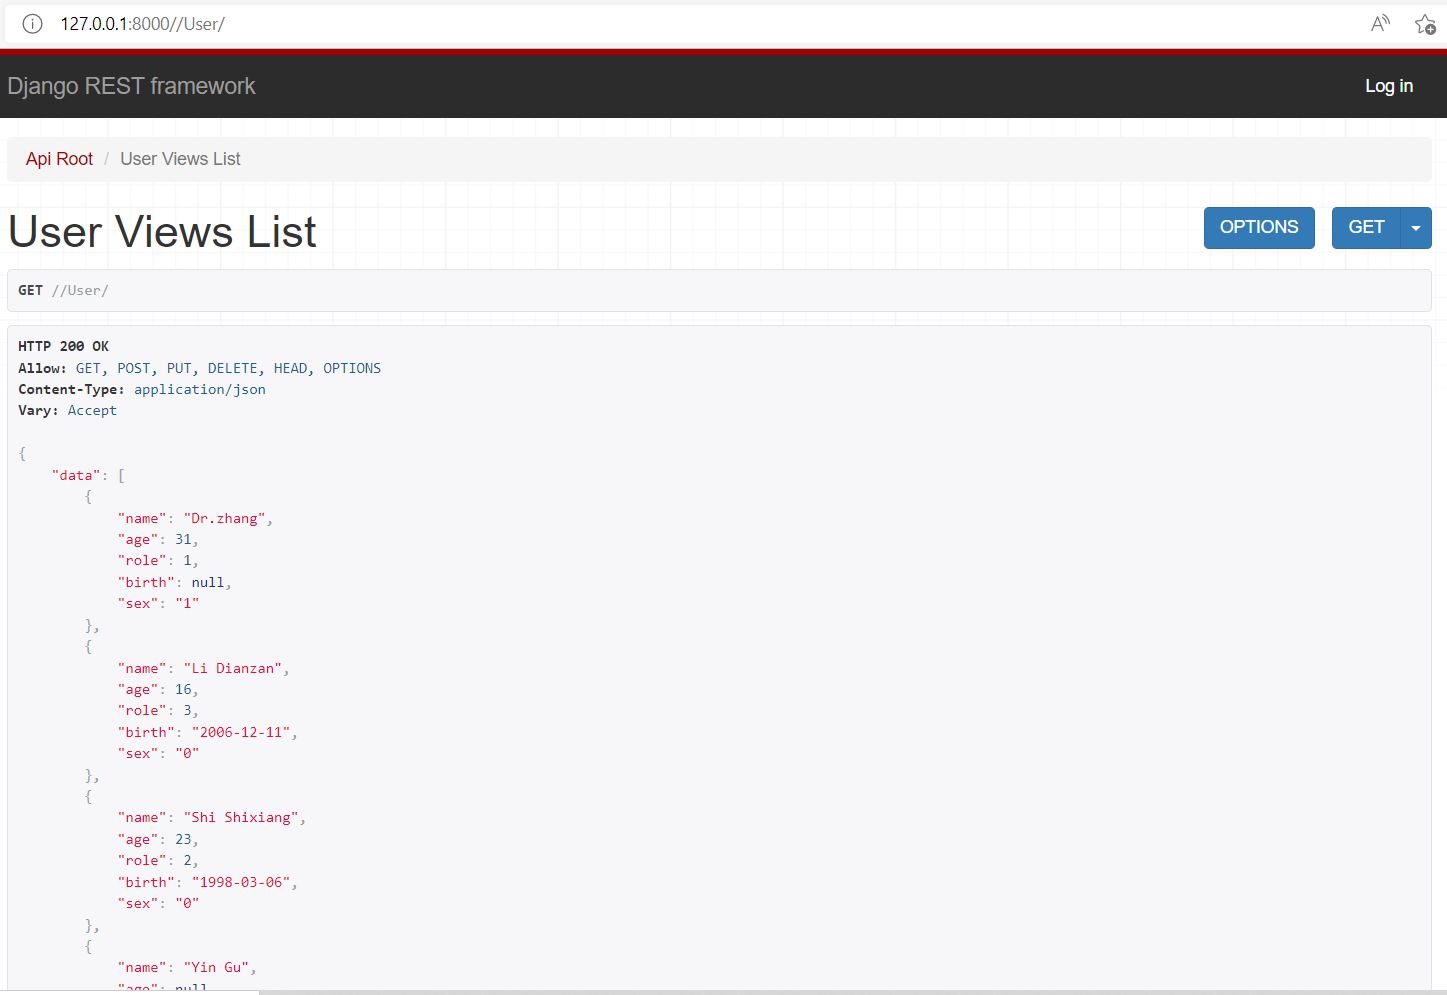 127.0.0.1:8000//User/
Django REST framework
Log in
Api Root / User Views List
User Views List
OPTIONS
GET
GET //User/
HTTP 200 OK
Allow: GET, POST, PUT, DELETE, HEAD, OPTIONS
Content-Type: application/json
Vary: Accept
{
    "data": [
        {
            "name": "Dr.zhang",
            "age": 31,
            "role": 1,
            "birth": null,
            "sex": "1"
        },
        {
            "name": "Li Dianzan",
            "age": 16,
            "role": 3,
            "birth": "2006-12-11",
            "sex": "0"
        },
        {
            "name": "Shi Shixiang",
            "age": 23,
            "role": 2,
            "birth": "1998-03-06",
            "sex": "0"
        },
        {
            "name": "Yin Gu",
            "age": null